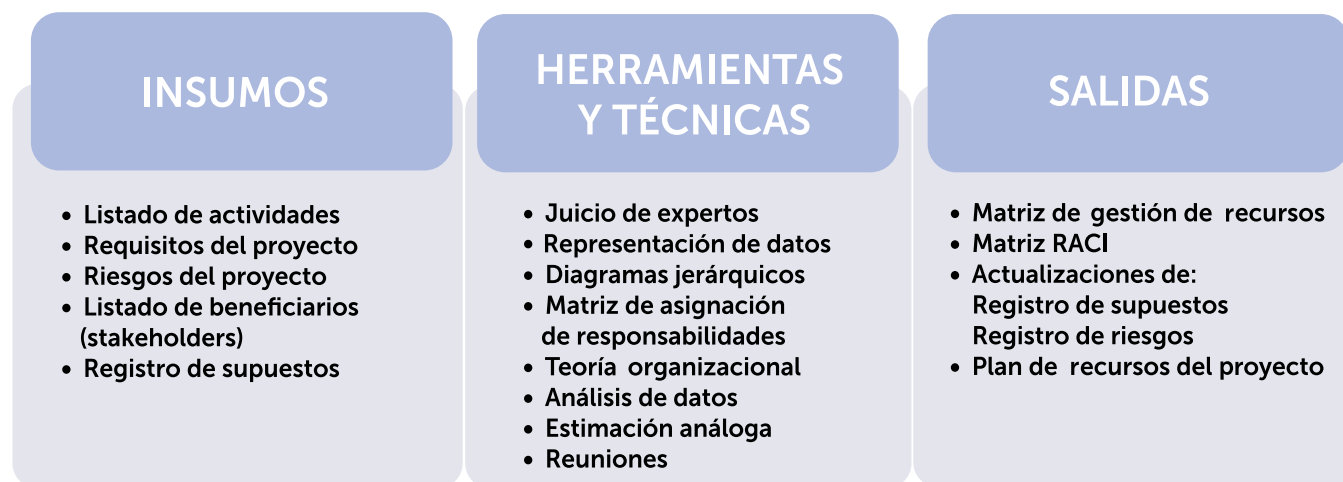 INSUMOS
• Listado de actividades
• Requisitos del proyecto
• Riesgos del proyecto
• Listado de beneficiarios
(stakeholders)
• Registro de supuestos
HERRAMIENTAS
Y TÉCNICAS
• Juicio de expertos
• Representación de datos
• Diagramas jerárquicos
• Matriz de asignación
de responsabilidades
• Teoría organizacional
• Análisis de datos
• Estimación análoga
• Reuniones
SALIDAS
• Matriz de gestión de recursos
• Matriz RACI
• Actualizaciones de:
Registro de supuestos
Registro de riesgos
• Plan de recursos del proyecto